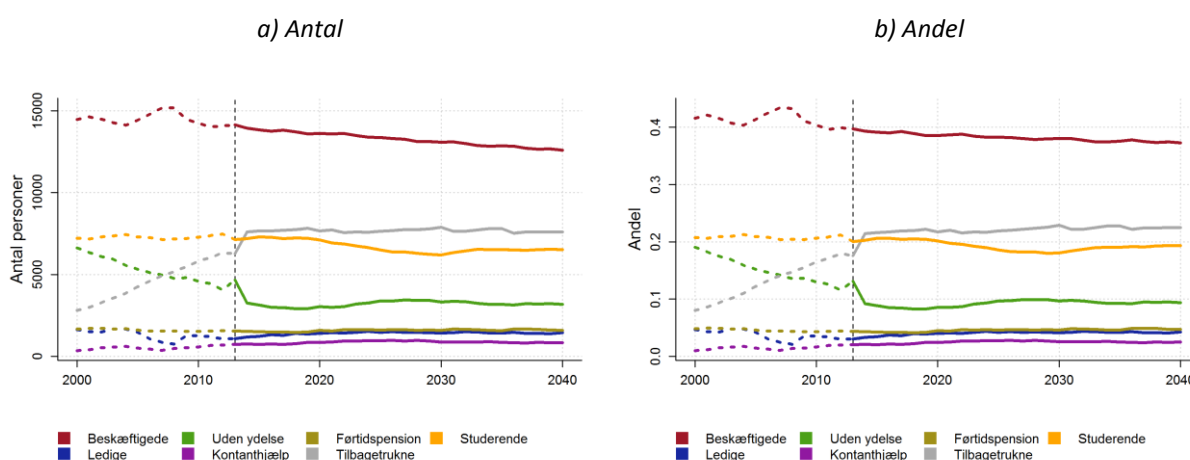 a) Antal
b) Andel
Antal personer
15000
10000
5000
0
2000
2010
2020
2030
2040
Beskæftigede
Uden ydelse
Førtidspension
Studerende
Ledige
Kontanthjælp
Tilbagetrukne
Andel
0.4
0.3
0.2
0.1
0.0
2000
2010
2020
2030
2040
Beskæftigede
Uden ydelse
Førtidspension
Studerende
Ledige
Kontanthjælp
Tilbagetrukne